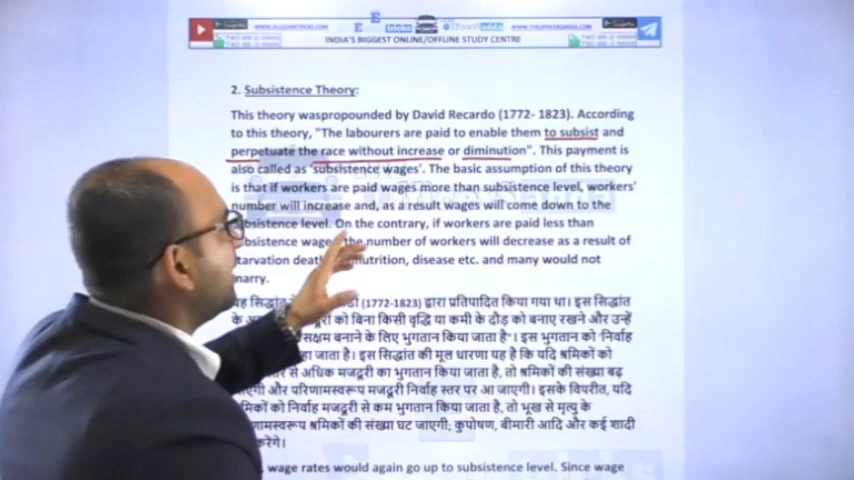 INDIA'S BIGGEST ONLINE/OFFLINE STUDY CENTRE
2. Subsistence Theory:
This theory waspropounded by David Recardo (1772- 1823). According
to this theory, "The labourers are paid to enable them to subsist and
perpetuate the race without increase or diminution". This payment is
also called as 'subsistence wages'. The basic assumption of this theory
is that if workers are paid wages more than subsistence level, workers'
number will increase and, as a result wages will come down to the
bsistence level. On the contrary, if workers are paid less than
bsistence wage the number of workers will decrease as a result of
tarvation death nutrition, disease etc. and many would not
narry.
यह सिद्धांत (1772-1823) द्वारा प्रतिपादित किया गया था। इस सिद्धांत
के को बिना किसी वृद्धि या कमी के दौड़ को बनाए रखने और उन्हें
सक्षम बनाने के लिए भुगतान किया जाता है"। इस भुगतान को 'निर्वाह
जाता है। इस सिद्धांत की मूल धारणा यह है कि यदि श्रमिकों को
से अधिक मजदूरी का भुगतान किया जाता है, तो श्रमिकों की संख्या बढ़
और परिणामस्वरूप मजदूरी निर्वाह स्तर पर आ जाएगी। इसके विपरीत, यदि
को निर्वाह मजदूरी से कम भुगतान किया जाता है, तो भूख से मृत्यु के
श्रमिकों की संख्या घट जाएगी; कुपोषण, बीमारी आदि और कई शादी
करेंगे।
wage rates would again go up to subsistence level. Since wage